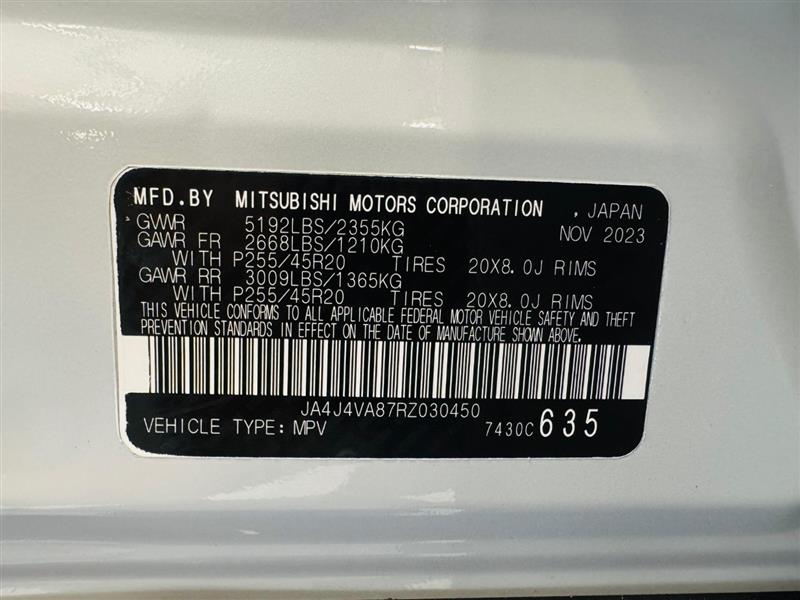 MFD.BY MITSUBISHI MOTORS CORPORATION , JAPAN
GVWR 5192LBS/2355KG NOV 2023
GAWR FR 2668LBS/1210KG
WITH P255/45R20 TIRES 20X8.0J RIMS
GAWR RR 3009LBS/1365KG
WITH P255/45R20 TIRES 20X8.0J RIMS
THIS VEHICLE CONFORMS TO ALL APPLICABLE FEDERAL MOTOR VEHICLE SAFETY AND THEFT
PREVENTION STANDARDS IN EFFECT ON THE DATE OF MANUFACTURE SHOWN ABOVE.
JA4J4VA87RZ030450
VEHICLE TYPE: MPV 7430C 635